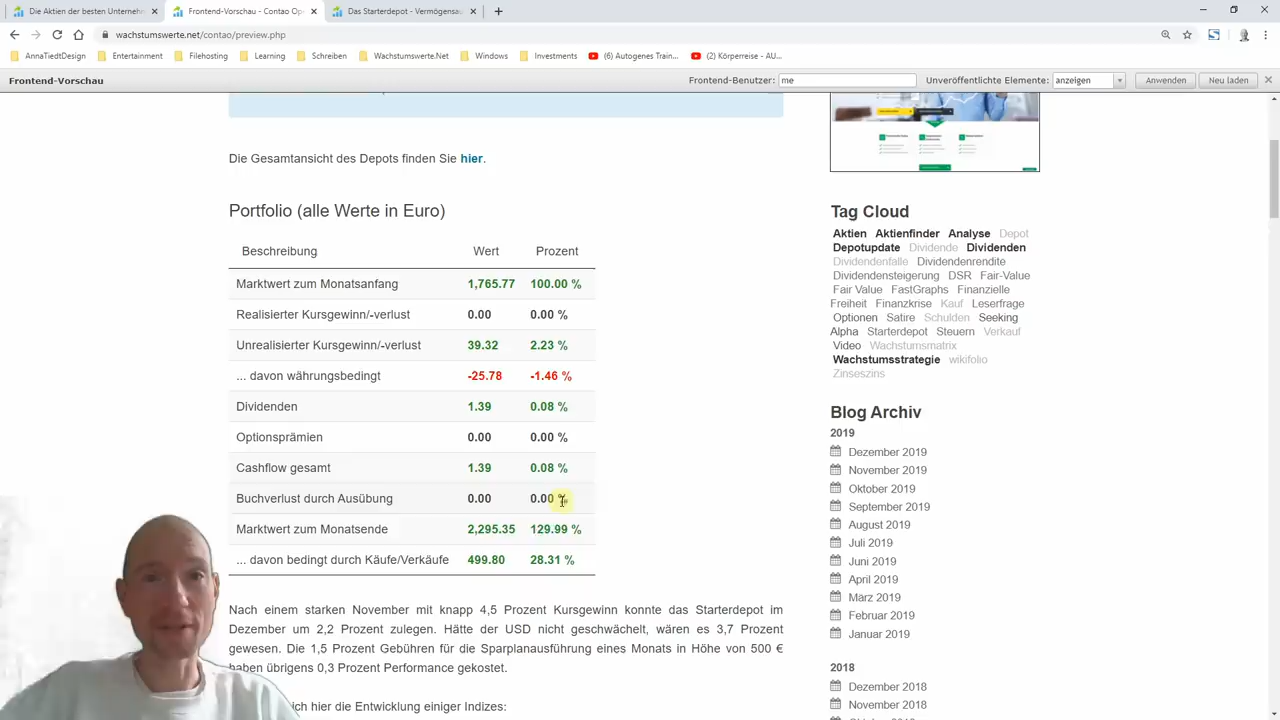 Die Aktien der besten Unternehm
Frontend-Vorschau - Contao Ope
Das Starterdepot - Vermögensau
wachstumswerte.net/contao/preview.php
AnnaTiedtDesign
Entertainment
Filehosting
Learning
Schreiben
WachstumsWerte.Net
Windows
Investments
(6) Autogenes Train...
(2) Körperreise - AU...
Frontend-Vorschau
Frontend-Benutzer: me
Unveröffentlichte Elemente: anzeigen
Anwenden
Neu laden
Die Gesamtansicht des Depots finden Sie hier.
Portfolio (alle Werte in Euro)
Beschreibung Wert Prozent
Marktwert zum Monatsanfang 1,765.77 100.00 %
Realisierter Kursgewinn/-verlust 0.00 0.00 %
Unrealisierter Kursgewinn/-verlust 39.32 2.23 %
... davon währungsbedingt -25.78 -1.46 %
Dividenden 1.39 0.08 %
Optionsprämien 0.00 0.00 %
Cashflow gesamt 1.39 0.08 %
Buchverlust durch Ausübung 0.00 0.00 %
Marktwert zum Monatsende 2,295.35 129.99 %
... davon bedingt durch Käufe/Verkäufe 499.80 28.31 %
Nach einem starken November mit knapp 4,5 Prozent Kursgewinn konnte das Starterdepot im
Dezember um 2,2 Prozent zulegen. Hätte der USD nicht geschwächelt, wären es 3,7 Prozent
gewesen. Die 1,5 Prozent Gebühren für die Sparplanausführung eines Monats in Höhe von 500 €
haben übrigens 0,3 Prozent Performance gekostet.
hier die Entwicklung einiger Indizes:
Tag Cloud
Aktien Aktienfinder Analyse Depot
Depotupdate Dividende Dividenden
Dividendenfalle Dividendenrendite
Dividendensteigerung DSR Fair-Value
Fair Value FastGraphs Finanzielle
Freiheit Finanzkrise Kauf Leserfrage
Optionen Satire Schulden Seeking
Alpha Starterdepot Steuern Verkauf
Video Wachstumsmatrix
Wachstumsstrategie wikifolio
Zinseszins
Blog Archiv
2019
Dezember 2019
November 2019
Oktober 2019
September 2019
August 2019
Juli 2019
Juni 2019
April 2019
März 2019
Februar 2019
Januar 2019
2018
Dezember 2018
November 2018